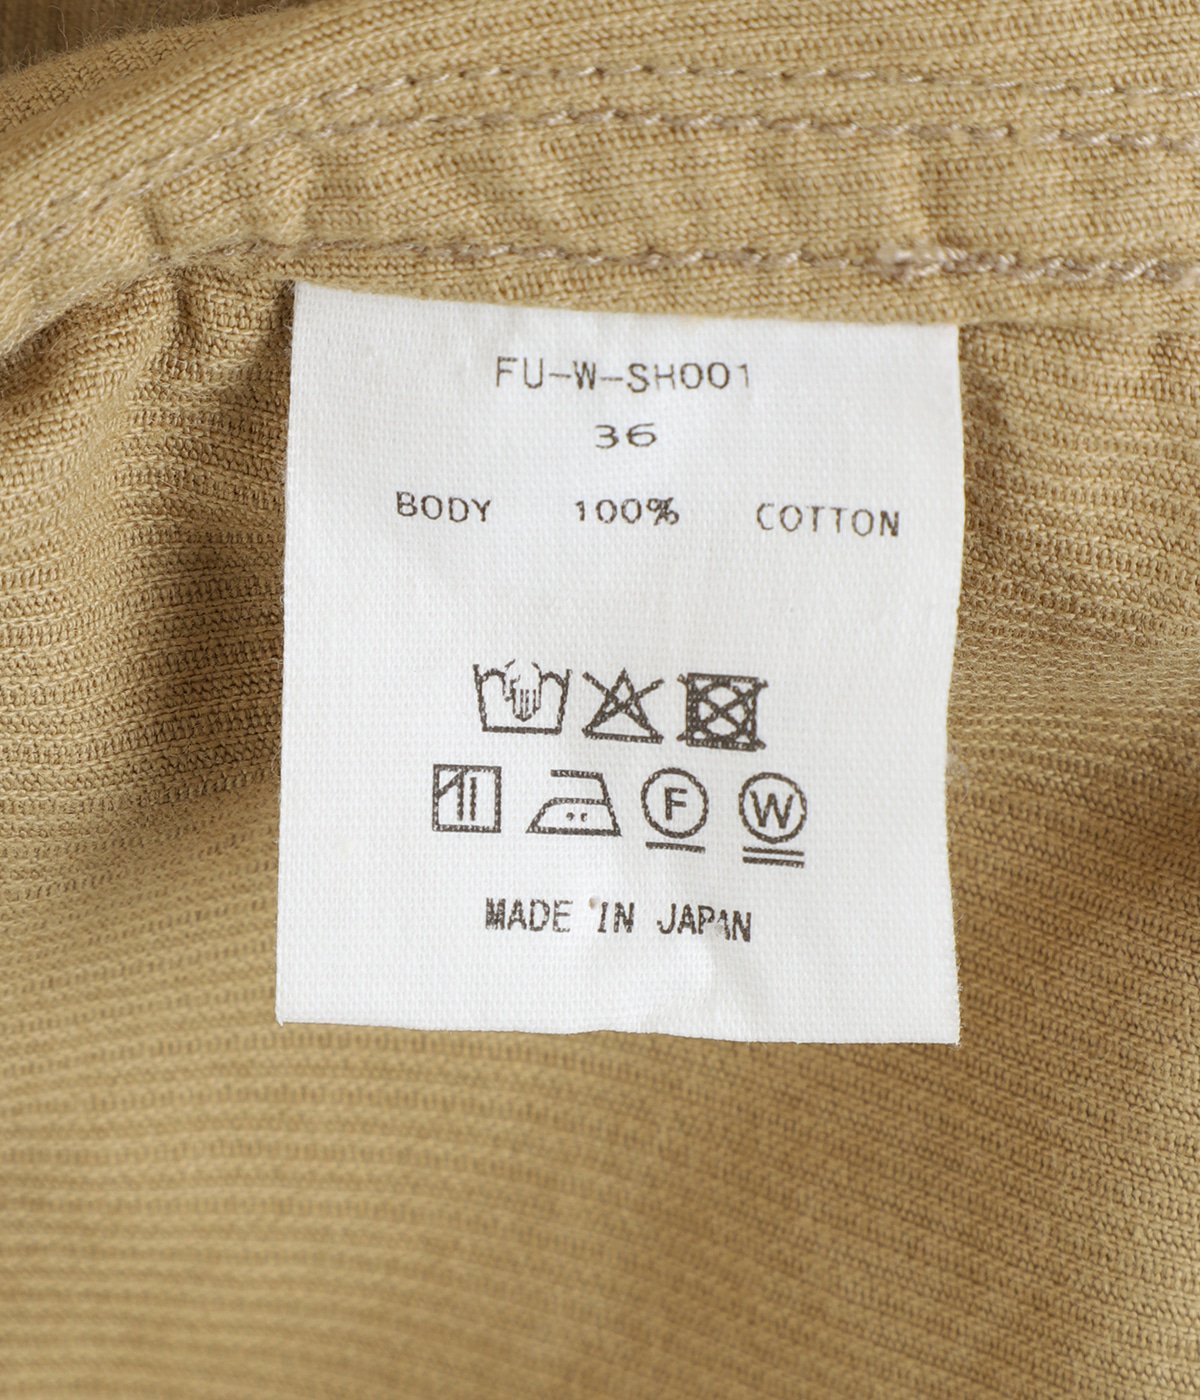 FU-W-SH001
36
BODY 100% COTTON
F W
MADE IN JAPAN